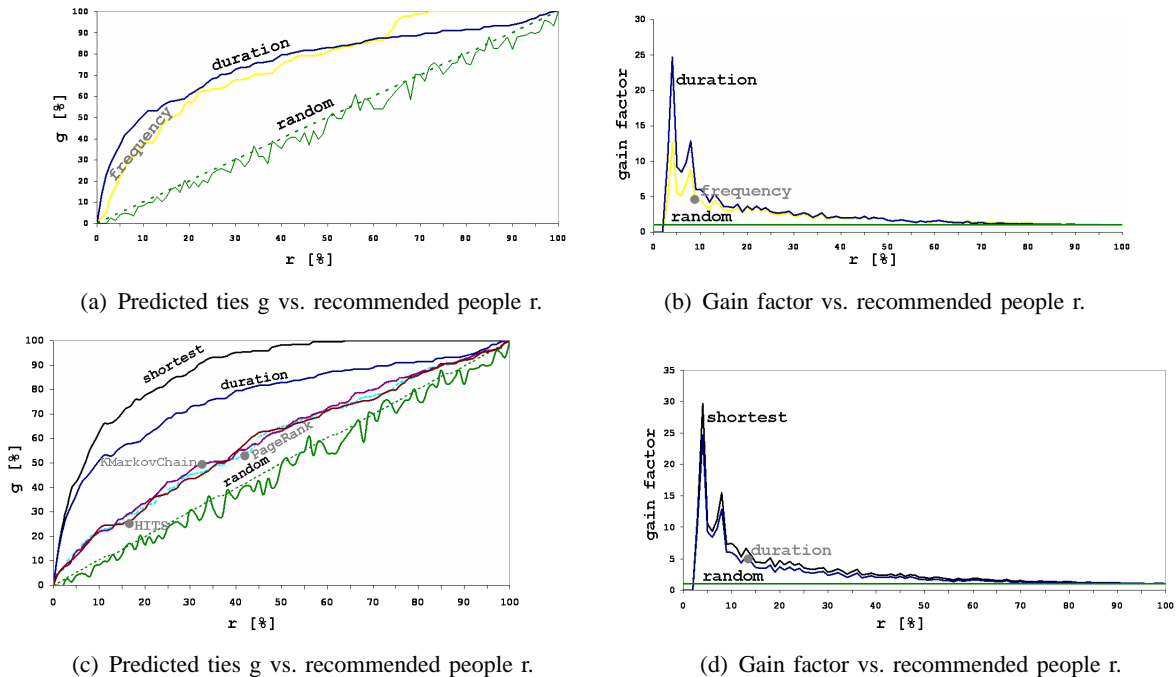 100
90
80
70
60
50
40
30
20
10
0
g [%]
duration
frequency
random
0 10 20 30 40 50 60 70 80 90 100
r [%]
(a) Predicted ties g vs. recommended people r.
30
25
20
15
10
5
0
gain factor
duration
frequency
random
0 10 20 30 40 50 60 70 80 90 100
r [%]
(b) Gain factor vs. recommended people r.
100
90
80
70
60
50
40
30
20
10
0
g [%]
shortest
duration
KMarkovChain
PageRank
random
HITS
0 10 20 30 40 50 60 70 80 90 100
r [%]
(c) Predicted ties g vs. recommended people r.
35
30
25
20
15
10
5
0
gain factor
shortest
duration
random
0 10 20 30 40 50 60 70 80 90 100
r [%]
(d) Gain factor vs. recommended people r.